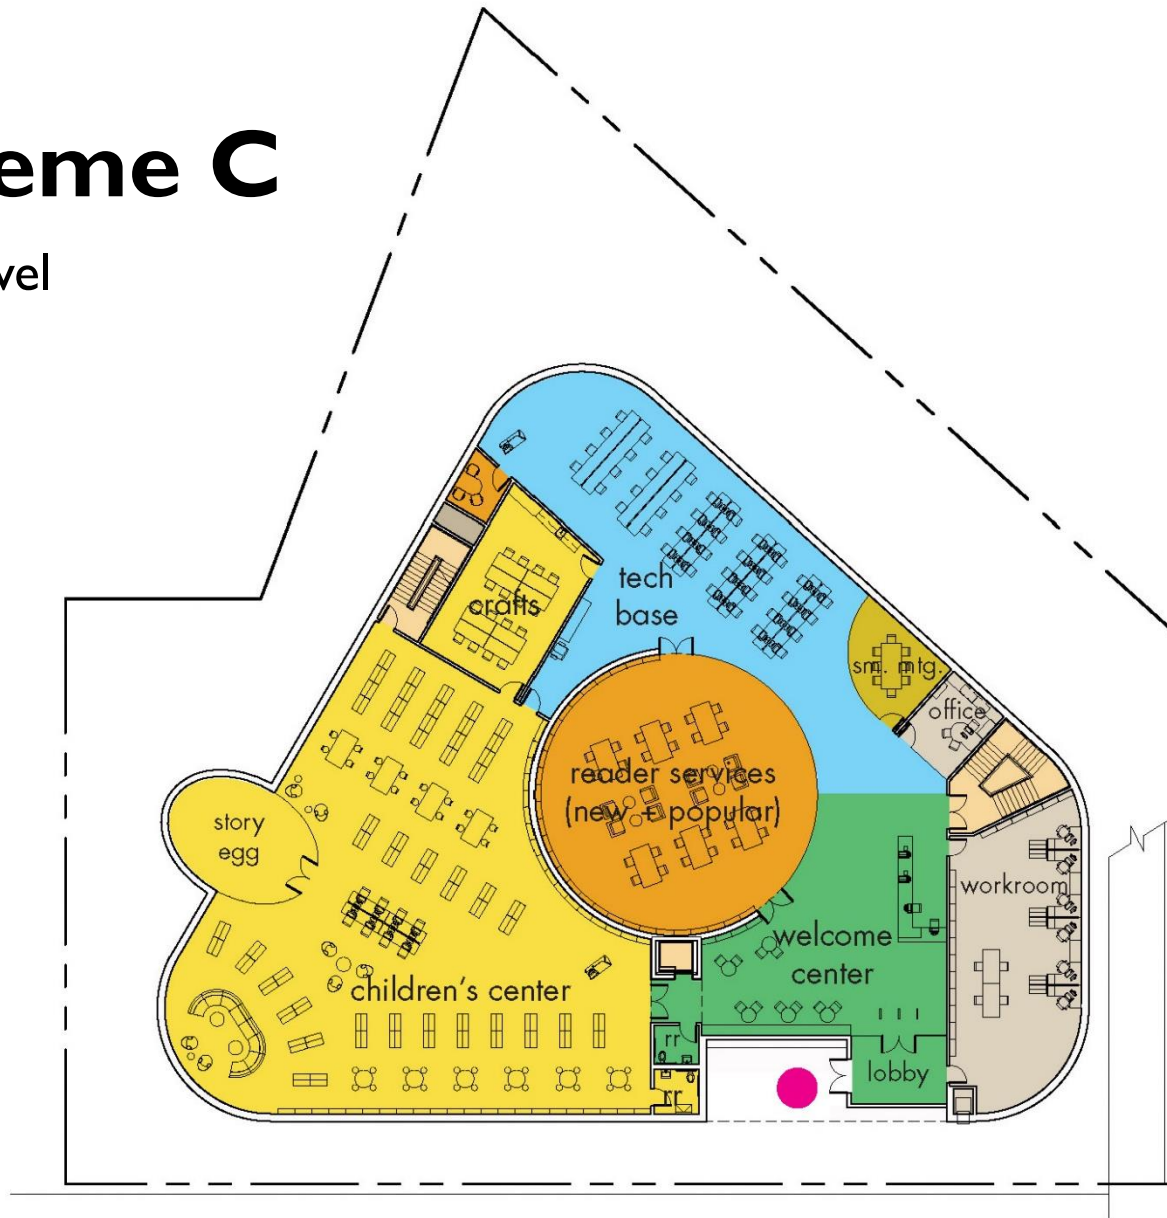 eme C
vel
tech
base
crafts
sm. mtg.
office
reader services
(new + popular)
story
egg
workroom
welcome
center
children's center
rr
lobby
rr